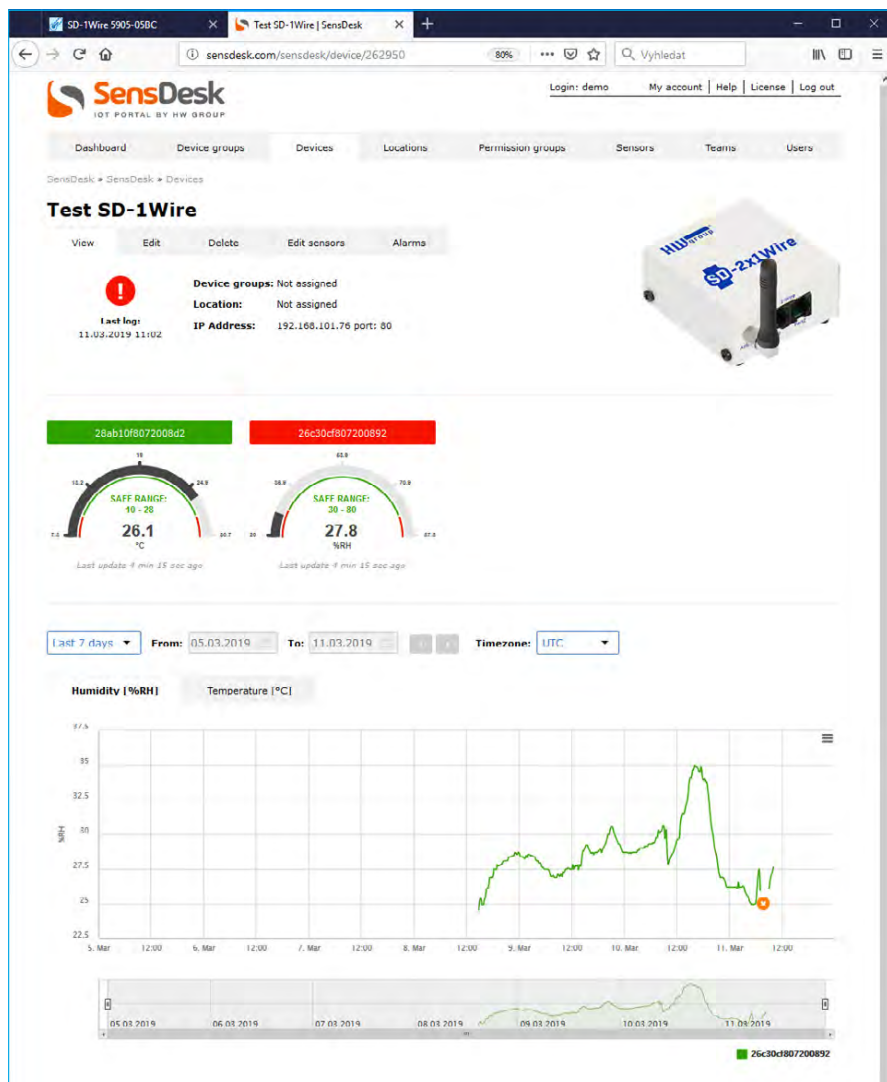 SD-1Wire 5905-05BC
Test SD-1Wire | SensDesk
sensdesk.com/sensdesk/device/262950
80%
Vyhledat
SensDesk
IOT PORTAL BY HW GROUP
Login: demo
My account | Help | License | Log out
Dashboard Device groups Devices Locations Permission groups Sensors Teams Users
SensDesk » SensDesk » Devices
Test SD-1Wire
View Edit Delete Edit sensors Alarms
Device groups: Not assigned
Location: Not assigned
IP Address: 192.168.101.76 port: 80
Last log:
11.03.2019 11:02
HWgroup
SD-2x1Wire
28ab10f8072008d2
26c30cf807200892
SAFE RANGE:
10 - 28
26.1
°C
Last update 4 min 15 sec ago
SAFE RANGE:
30 - 80
27.8
%RH
Last update 4 min 15 sec ago
Last 7 days From: 05.03.2019 To: 11.03.2019 Timezone: UTC
Humidity [%RH] Temperature [°C]
37.5
35
32.5
30
27.5
25
22.5
%RH
5. Mar 12:00 6. Mar 12:00 7. Mar 12:00 8. Mar 12:00 9. Mar 12:00 10. Mar 12:00 11. Mar 12:00
05.03.2019 06.03.2019 07.03.2019 08.03.2019 09.03.2019 10.03.2019 11.03.2019
26c30cf807200892